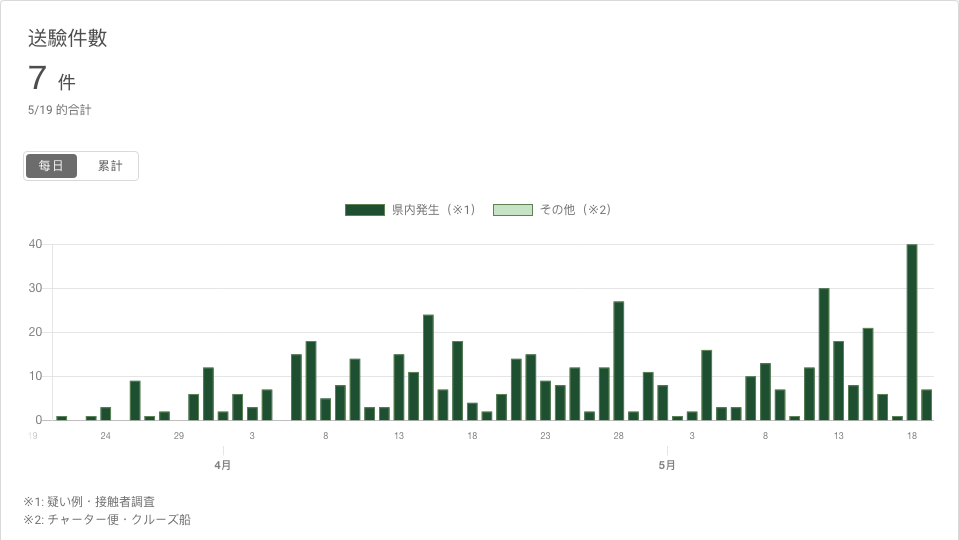 送驗件數
7 件
5/19 的合計
每日 累計
県内発生（※1） その他（※2）
40
30
20
10
0
19 24 29 3 8 13 18 23 28 3 8 13 18
4月 5月
※1: 疑い例・接触者調査
※2: チャーター便・クルーズ船